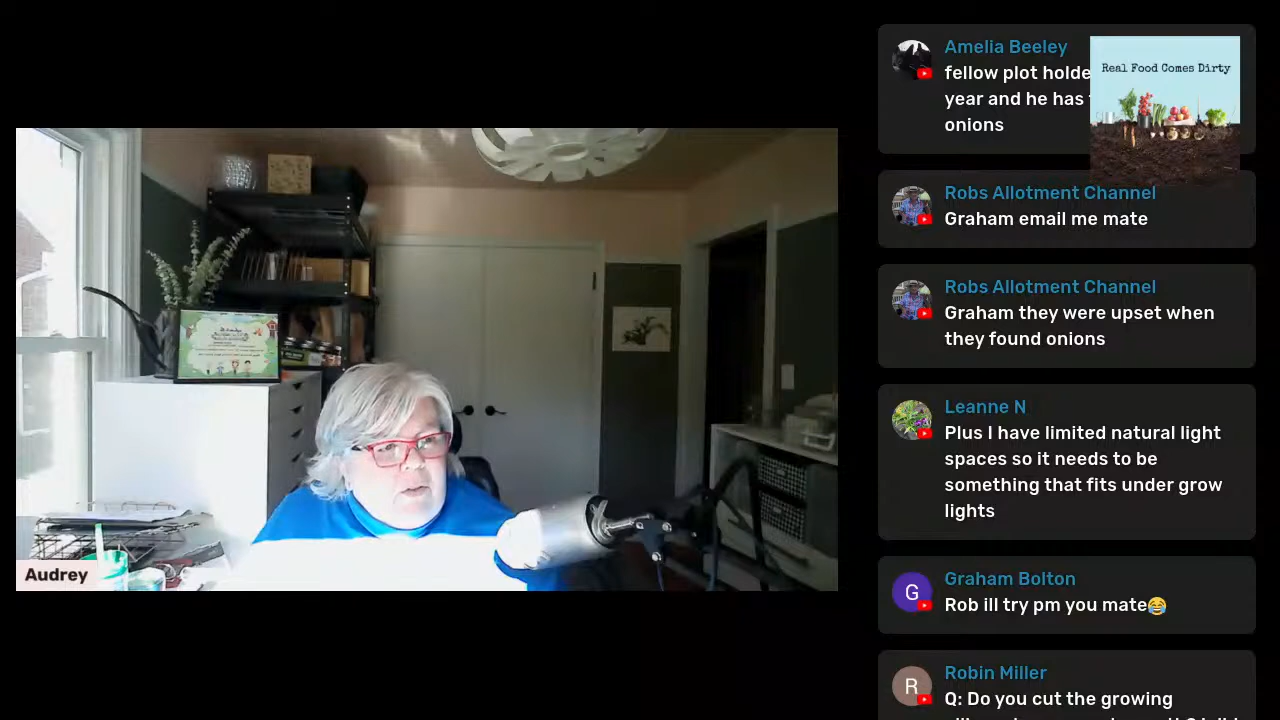 Amelia Beeley
fellow plot holde
year and he has
onions
Real Food Comes Dirty
Robs Allotment Channel
Graham email me mate
Robs Allotment Channel
Graham they were upset when
they found onions
Leanne N
Plus I have limited natural light
spaces so it needs to be
something that fits under grow
lights
G
Graham Bolton
Rob ill try pm you mate😂
R
Robin Miller
Q: Do you cut the growing
Audrey